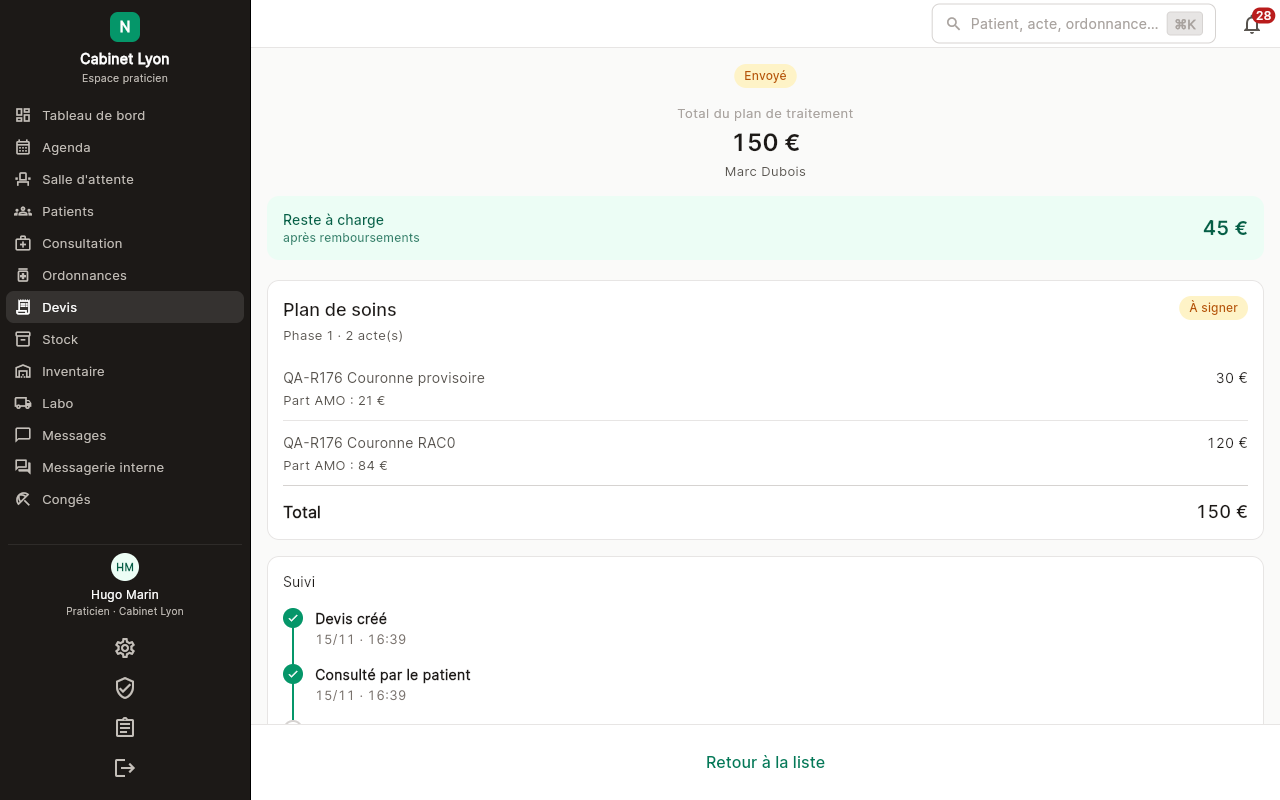 N
Cabinet Lyon
Espace praticien
Tableau de bord
Agenda
Salle d'attente
Patients
Consultation
Ordonnances
Devis
Stock
Inventaire
Labo
Messages
Messagerie interne
Congés
HM
Hugo Marin
Praticien · Cabinet Lyon
Patient, acte, ordonnance... ⌘K
28
Envoyé
Total du plan de traitement
150 €
Marc Dubois
Reste à charge
après remboursements
45 €
Plan de soins
À signer
Phase 1 · 2 acte(s)
QA-R176 Couronne provisoire 30 €
Part AMO : 21 €
QA-R176 Couronne RAC0 120 €
Part AMO : 84 €
Total 150 €
Suivi
Devis créé
15/11 · 16:39
Consulté par le patient
15/11 · 16:39
Retour à la liste